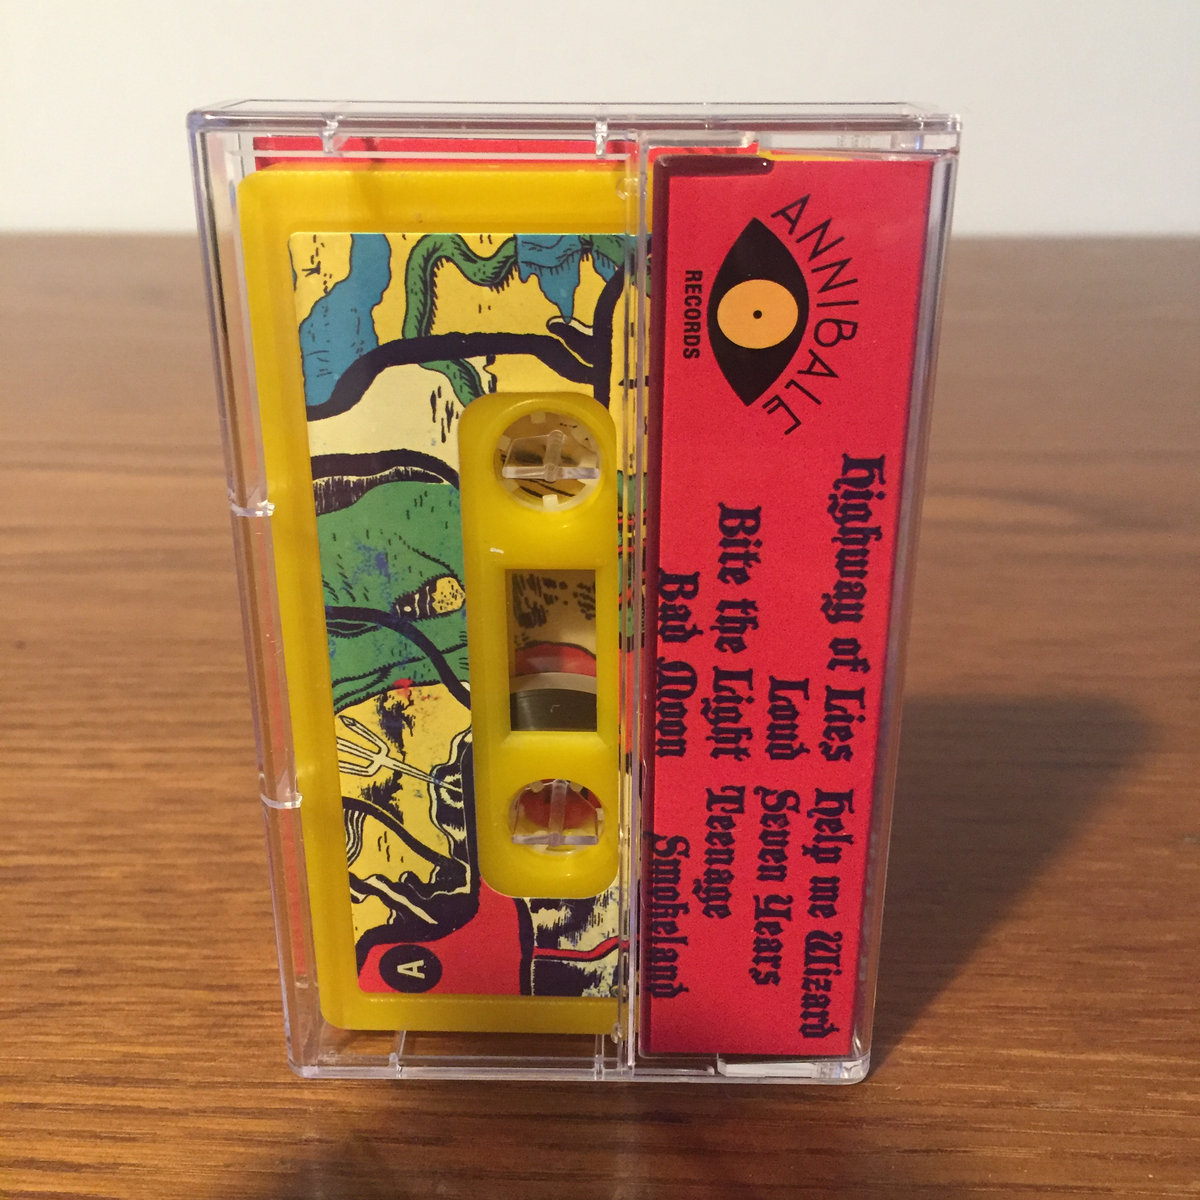 ANNIBALE
RECORDS
Highway of Lies Help me Wizard
Loud Seven Years
Bite the Light Teenage
Bad Moon Smokeland
A